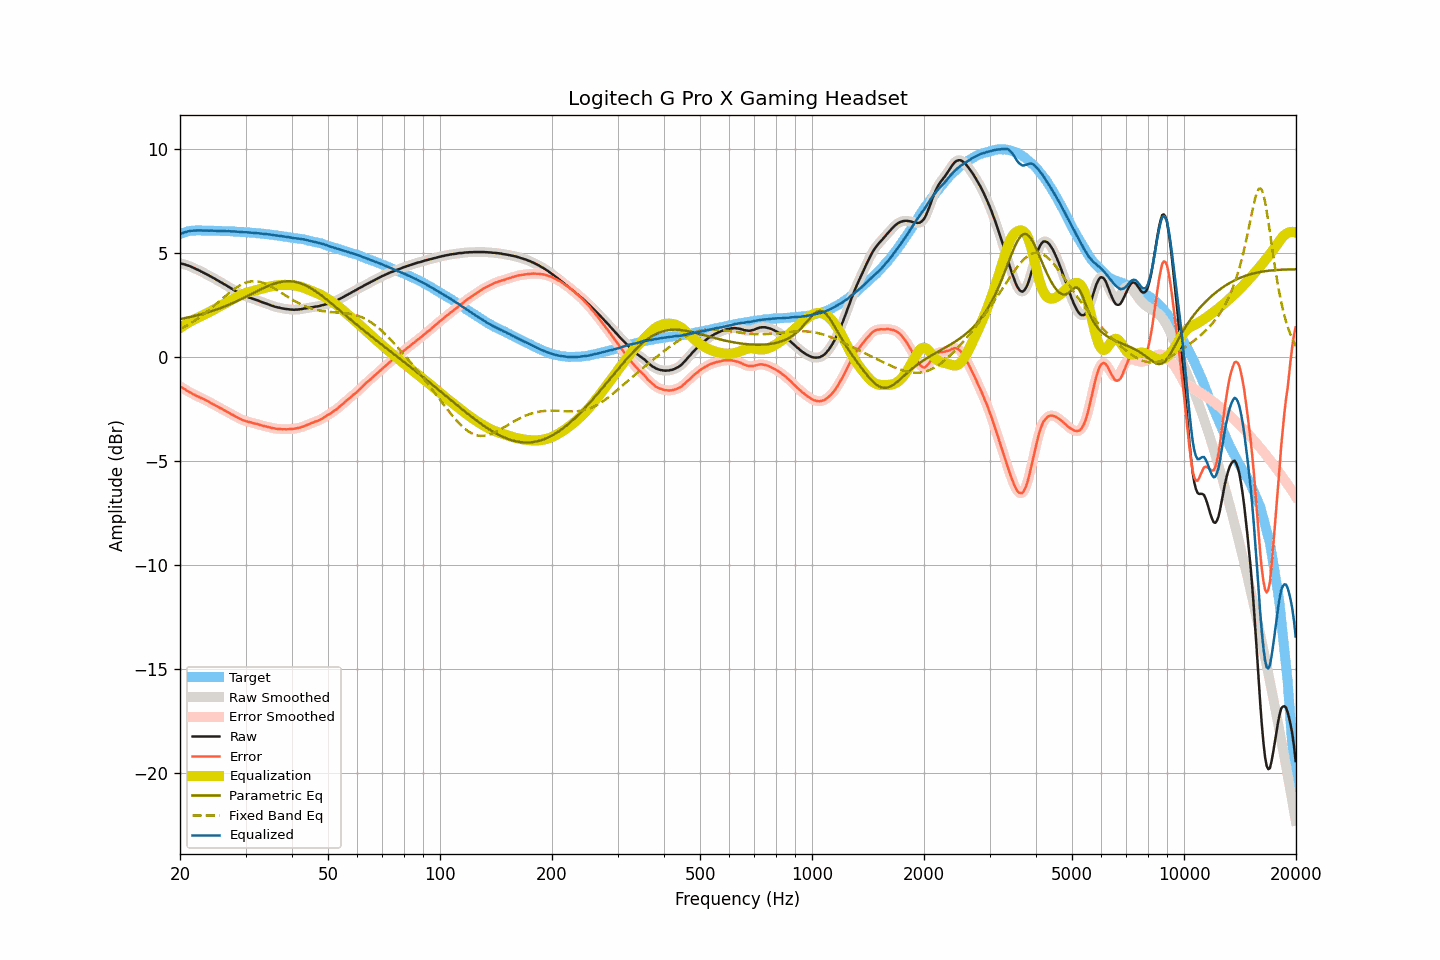 Logitech G Pro X Gaming Headset
Amplitude (dBr)
10
5
0
−5
−10
−15
−20
Target
Raw Smoothed
Error Smoothed
Raw
Error
Equalization
Parametric Eq
Fixed Band Eq
Equalized
20 50 100 200 500 1000 2000 5000 10000 20000
Frequency (Hz)